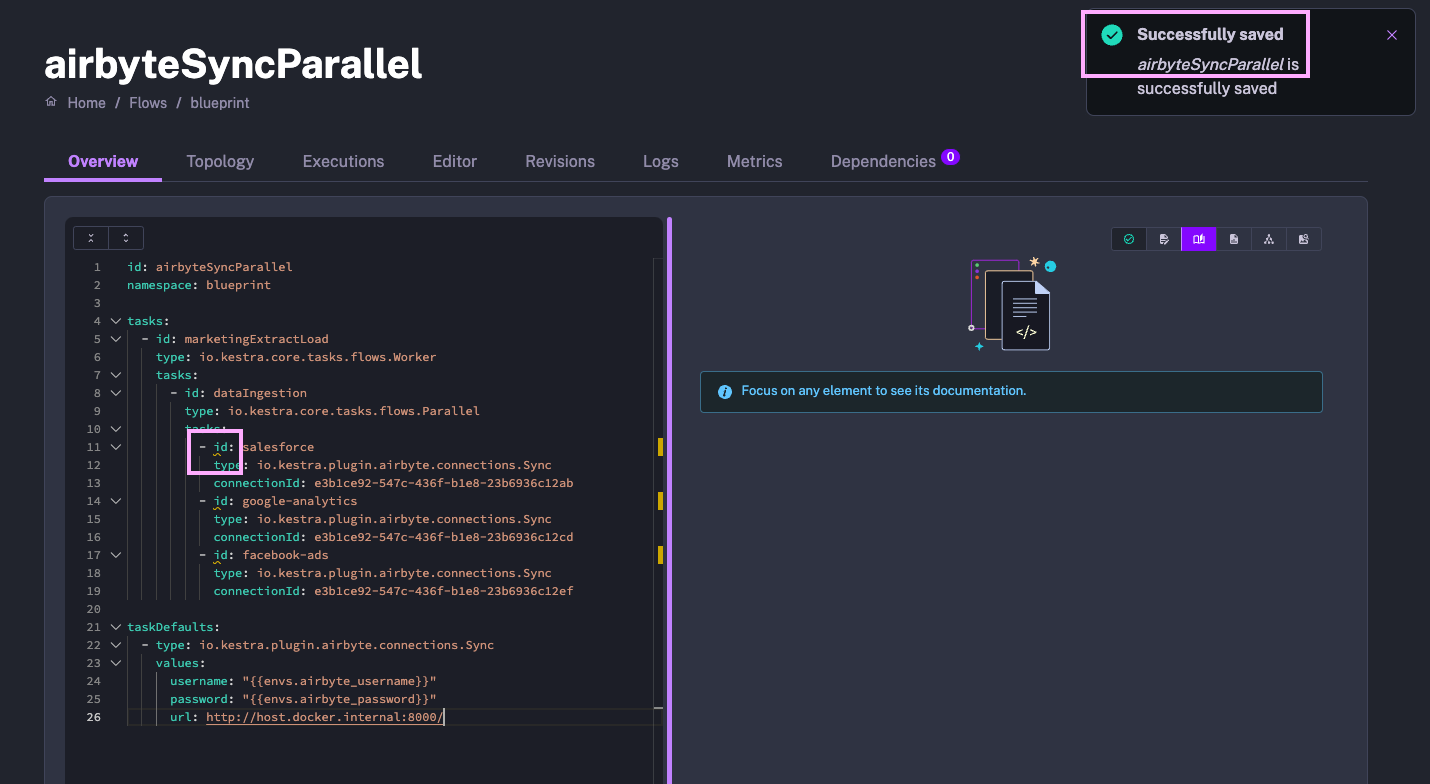 airbyteSyncParallel
Home / Flows / blueprint
Successfully saved
airbyteSyncParallel is
successfully saved
Overview Topology Executions Editor Revisions Logs Metrics Dependencies 0
1 id: airbyteSyncParallel
2 namespace: blueprint
3
4 tasks:
5 - id: marketingExtractLoad
6 type: io.kestra.core.tasks.flows.Worker
7 tasks:
8 - id: dataIngestion
9 type: io.kestra.core.tasks.flows.Parallel
10 tasks:
11 - id: salesforce
12 type: io.kestra.plugin.airbyte.connections.Sync
13 connectionId: e3b1ce92-547c-436f-b1e8-23b6936c12ab
14 - id: google-analytics
15 type: io.kestra.plugin.airbyte.connections.Sync
16 connectionId: e3b1ce92-547c-436f-b1e8-23b6936c12cd
17 - id: facebook-ads
18 type: io.kestra.plugin.airbyte.connections.Sync
19 connectionId: e3b1ce92-547c-436f-b1e8-23b6936c12ef
20
21 taskDefaults:
22 - type: io.kestra.plugin.airbyte.connections.Sync
23 values:
24 username: "{{envs.airbyte_username}}"
25 password: "{{envs.airbyte_password}}"
26 url: http://host.docker.internal:8000/
</>
Focus on any element to see its documentation.